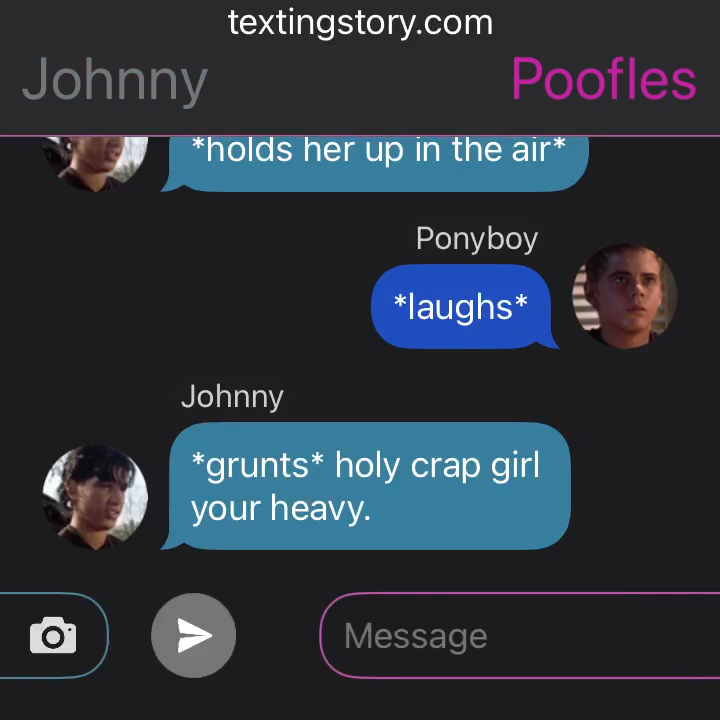 textingstory.com
Johnny
Poofles
*holds her up in the air*
Ponyboy
*laughs*
Johnny
*grunts* holy crap girl
your heavy.
Message